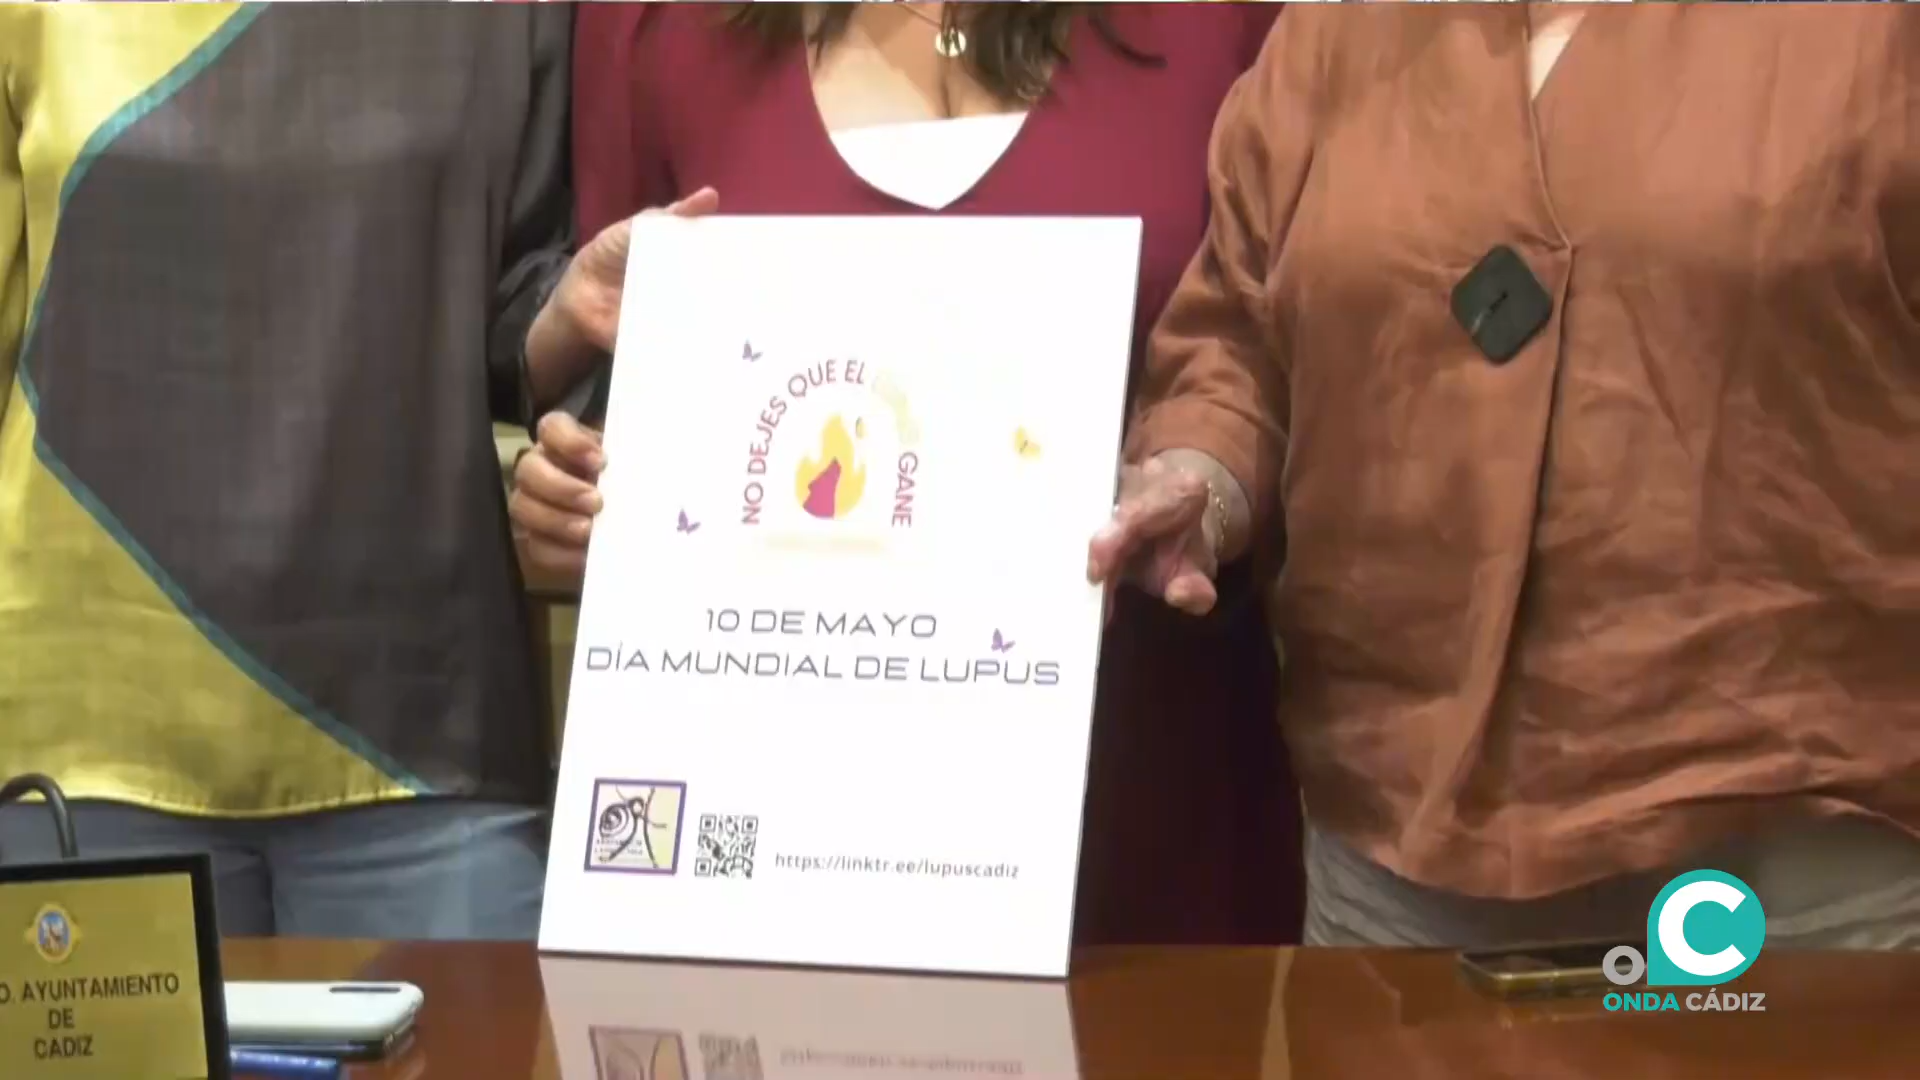 NO DEJES QUE EL GANE
10 DE MAYO
DÍA MUNDIAL DE LUPUS
https://linktr.ee/lupuscadiz
O. AYUNTAMIENTO
DE
CADIZ
ONDA CÁDIZ